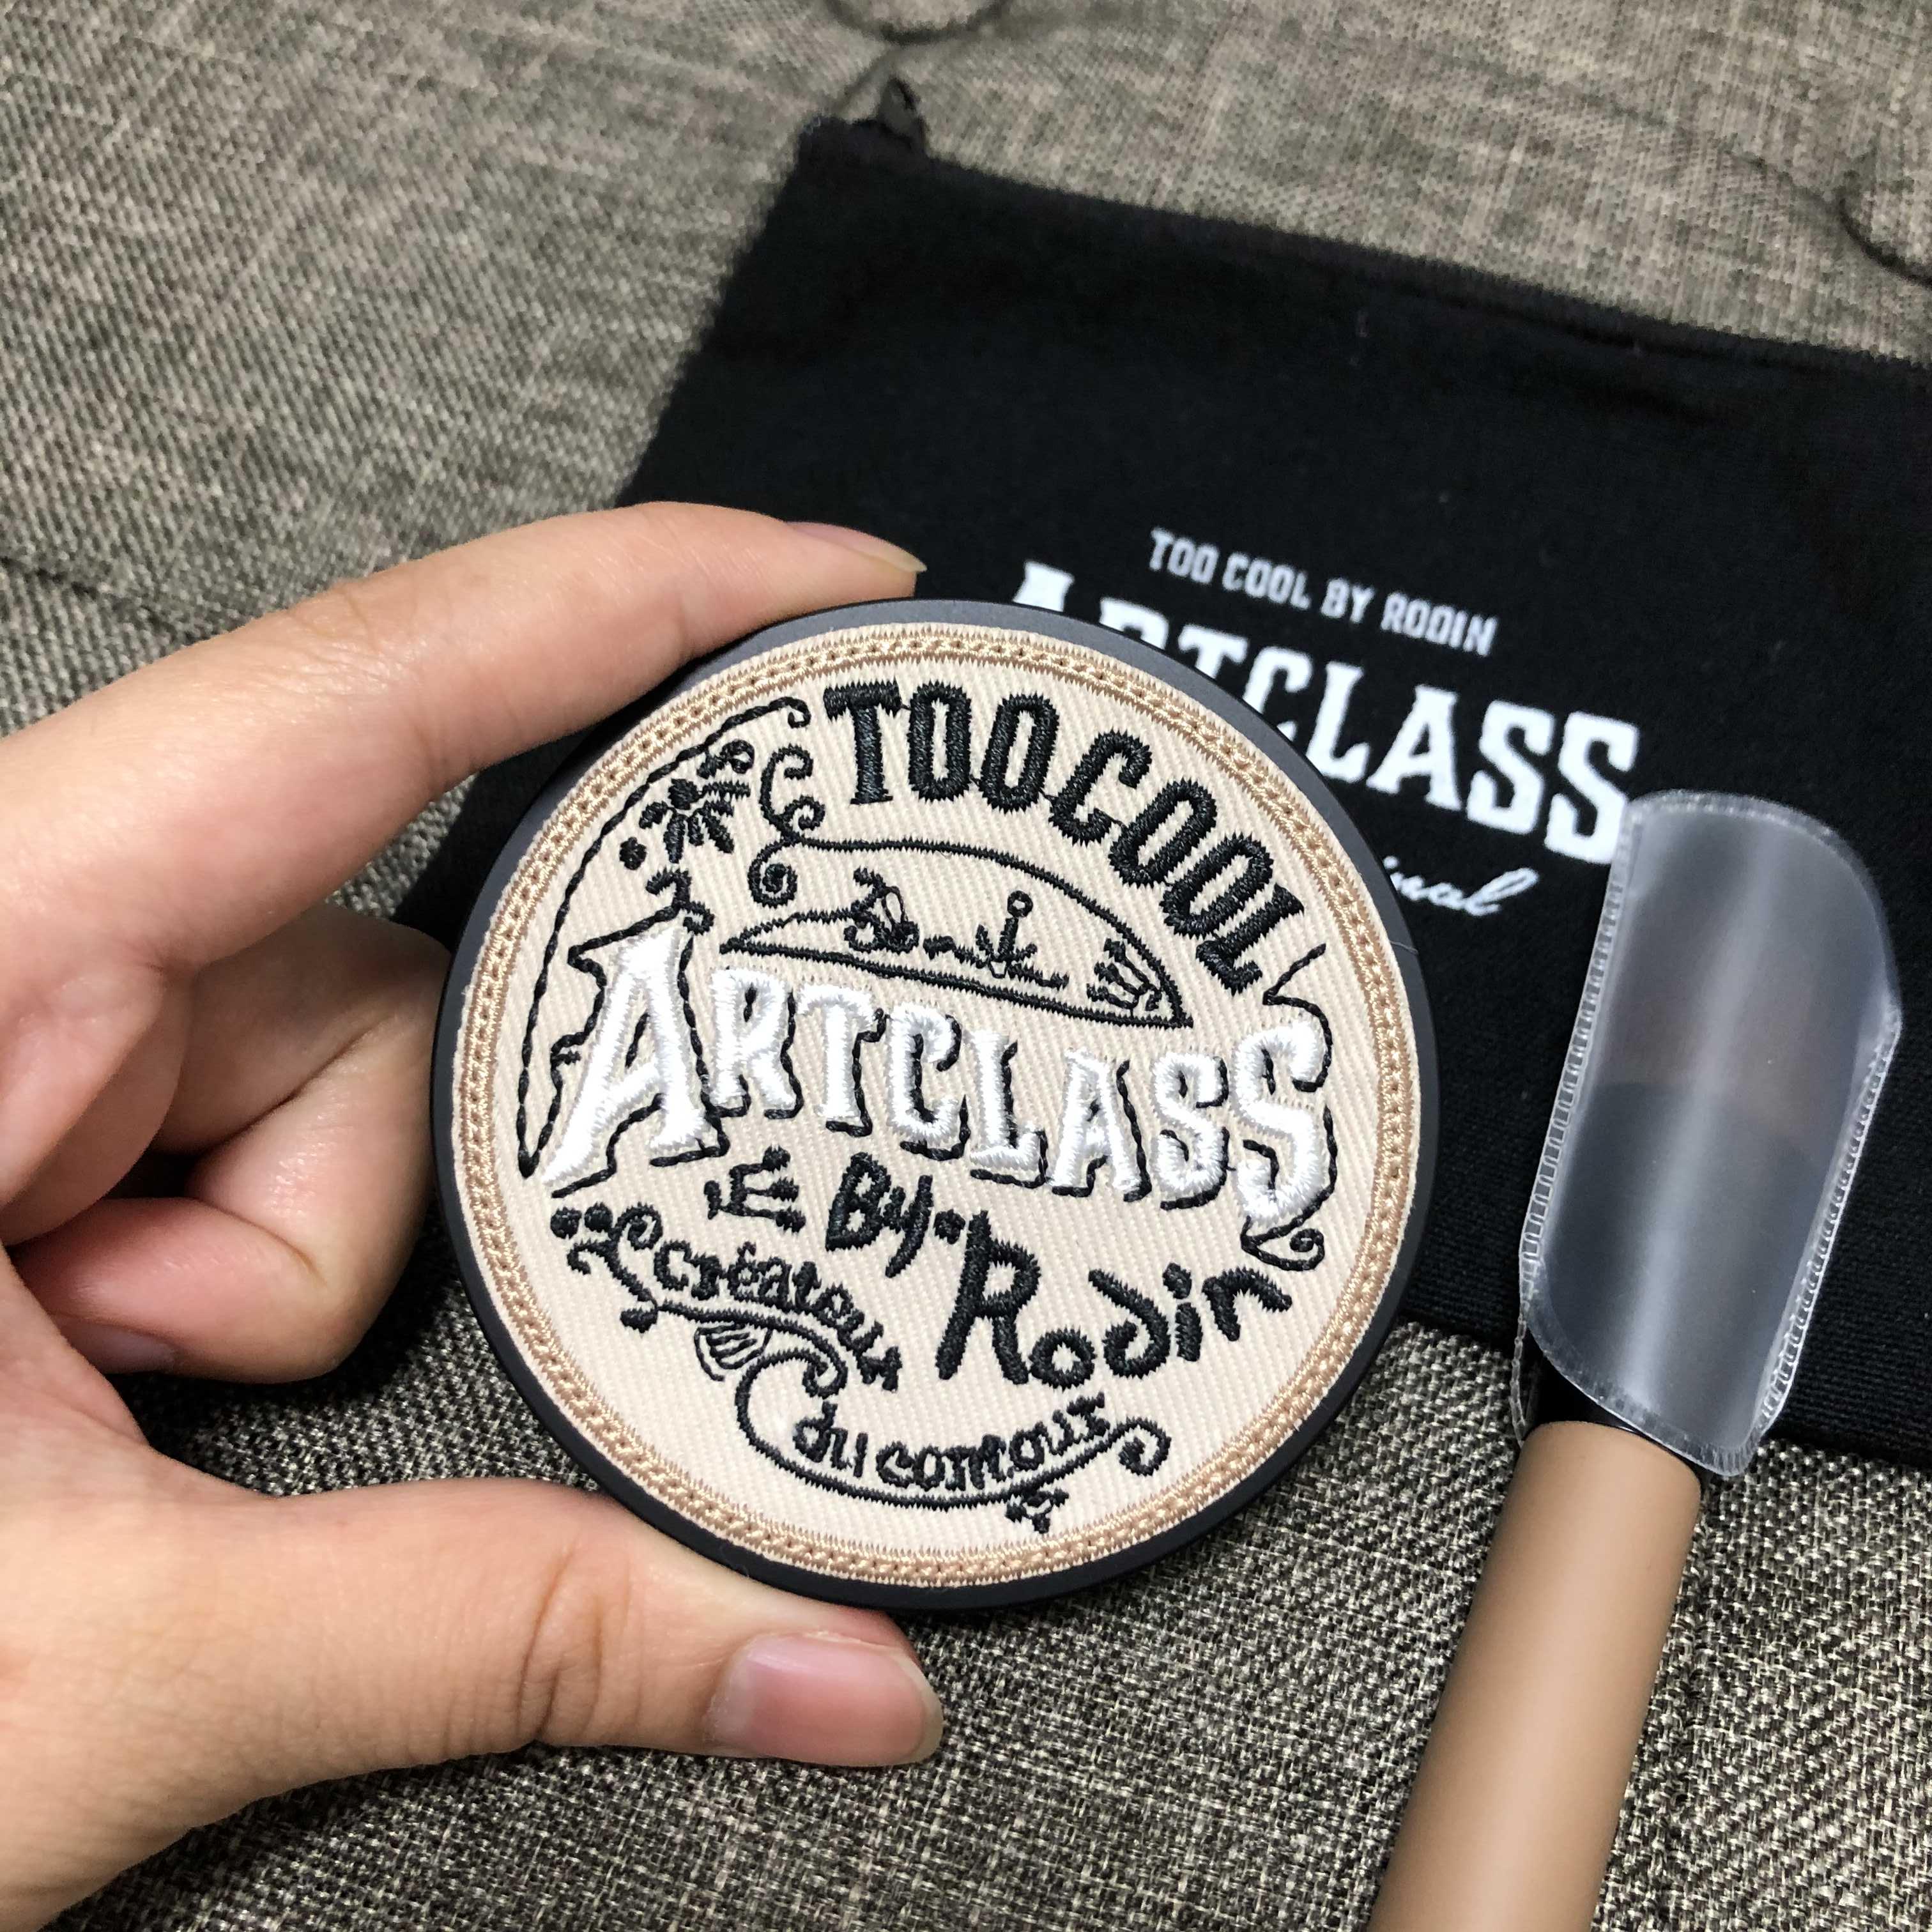 TOO COOL BY RODIN
ARTCLASS
TOO COOL
ARTCLASS
By. Rodin
créateur
du contour